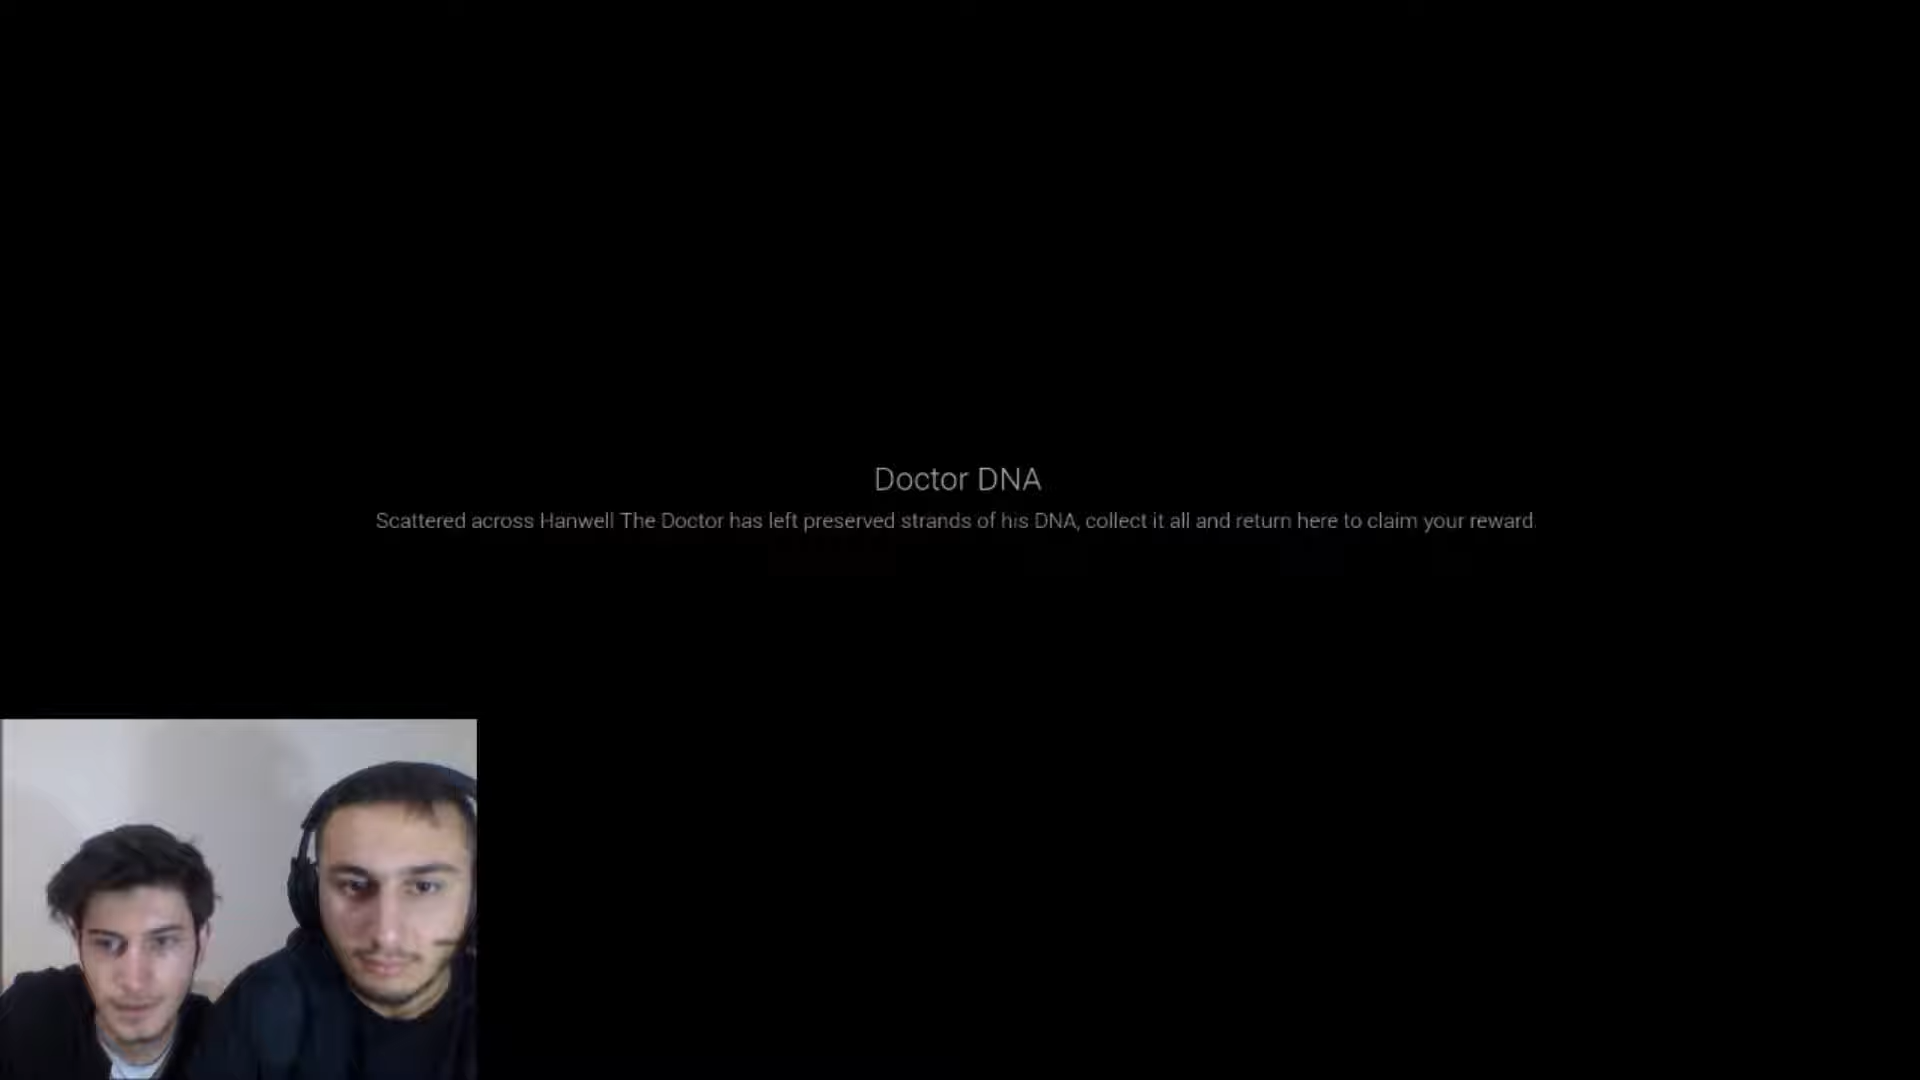 Doctor DNA
Scattered across Hanwell The Doctor has left preserved strands of his DNA, collect it all and return here to claim your reward.